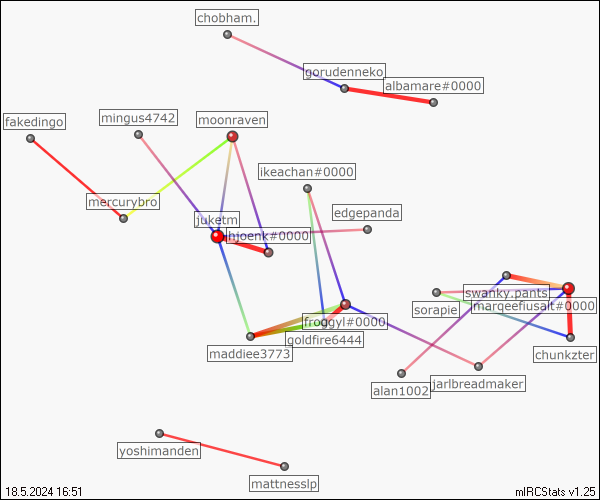 chobham.
gorudenneko
albamare#0000
mingus4742
moonraven
fakedingo
ikeachan#0000
mercurybro
edgepanda
juketm
hjoenk#0000
swanky.pants
margeefiusalt#0000
sorapie
froggyl#0000
goldfire6444
maddiee3773
chunkzter
jarlbreadmaker
alan1002
yoshimanden
mattnesslp
18.5.2024 16:51
mIRCStats v1.25